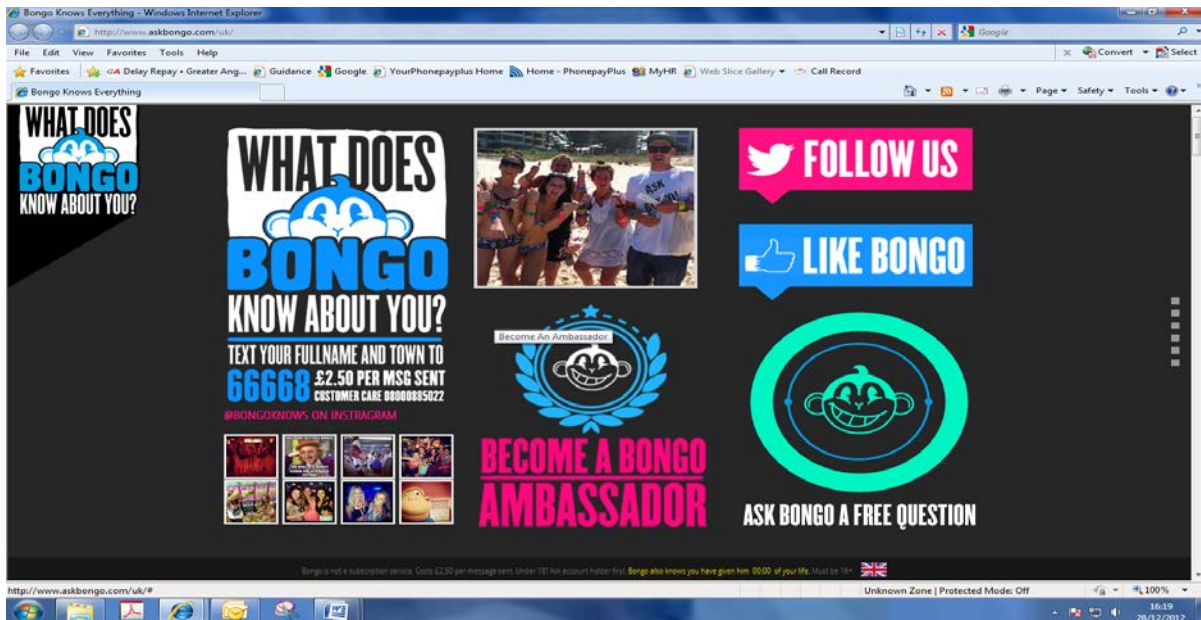 Bongo Knows Everything - Windows Internet Explorer
http://www.askbongo.com/uk/
Google
File Edit View Favorites Tools Help
x Convert Select
Favorites GA Delay Repay • Greater Ang... Guidance Google YourPhonepayplus Home Home - PhonepayPlus MyHR Web Slice Gallery Call Record
Bongo Knows Everything
Page Safety Tools
WHAT DOES
BONGO
KNOW ABOUT YOU?
WHAT DOES
BONGO
KNOW ABOUT YOU?
TEXT YOUR FULLNAME AND TOWN TO
66668 £2.50 PER MSG SENT
CUSTOMER CARE 08000885022
@BONGOKNOWS ON INSTRAGRAM
ASK
Become An Ambassador
BECOME A BONGO
AMBASSADOR
FOLLOW US
LIKE BONGO
ASK BONGO A FREE QUESTION
Bongo is not a subscription service. Costs £2.50 per message sent. Under 18? Ask account holder first. Bongo also knows you have given him 00:00 of your life. Must be 16+.
http://www.askbongo.com/uk/#
Unknown Zone | Protected Mode: Off
100%
16:19
28/12/2012